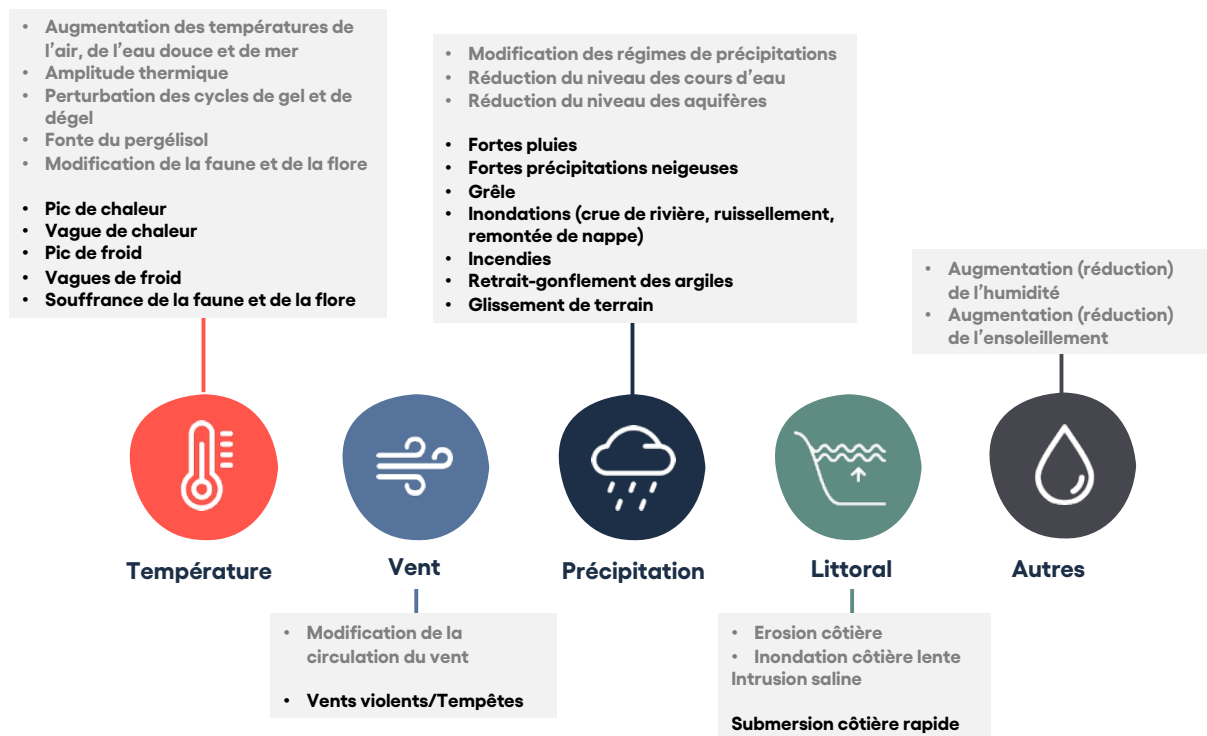 • Augmentation des températures de
l’air, de l’eau douce et de mer
• Amplitude thermique
• Perturbation des cycles de gel et de
dégel
• Fonte du pergélisol
• Modification de la faune et de la flore
• Pic de chaleur
• Vague de chaleur
• Pic de froid
• Vagues de froid
• Souffrance de la faune et de la flore
• Modification des régimes de précipitations
• Réduction du niveau des cours d’eau
• Réduction du niveau des aquifères
• Fortes pluies
• Fortes précipitations neigeuses
• Grêle
• Inondations (crue de rivière, ruissellement,
remontée de nappe)
• Incendies
• Retrait-gonflement des argiles
• Glissement de terrain
• Augmentation (réduction)
de l’humidité
• Augmentation (réduction)
de l’ensoleillement
Température
Vent
Précipitation
Littoral
Autres
• Modification de la
circulation du vent
• Vents violents/Tempêtes
• Erosion côtière
• Inondation côtière lente
Intrusion saline
Submersion côtière rapide